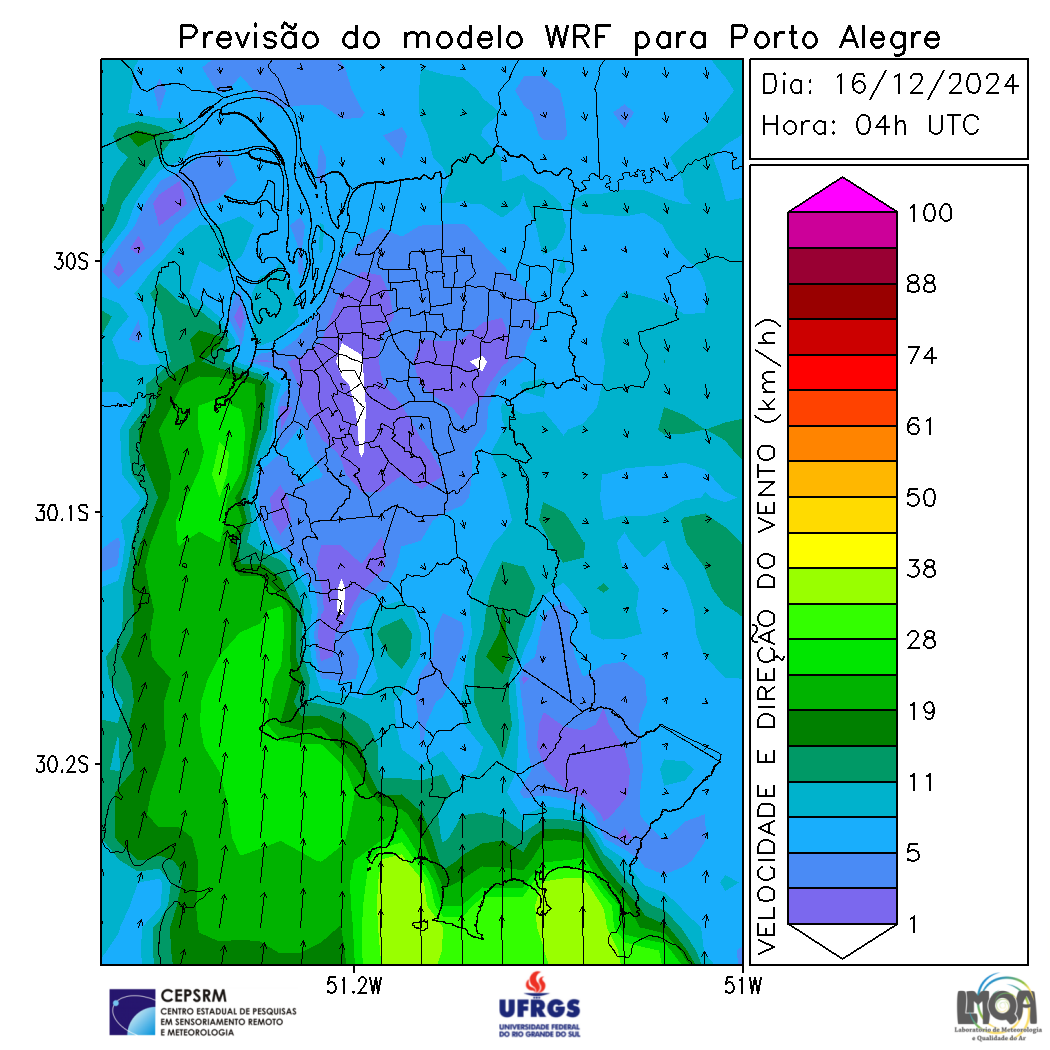 Previsão do modelo WRF para Porto Alegre
Dia: 16/12/2024
Hora: 04h UTC
30S
30.1S
30.2S
51.2W
51W
VELOCIDADE E DIREÇÃO DO VENTO (km/h)
100
88
74
61
50
38
28
19
11
5
1
CEPSRM
CENTRO ESTADUAL DE PESQUISAS
EM SENSORIAMENTO REMOTO
E METEOROLOGIA
UFRGS
UNIVERSIDADE FEDERAL
DO RIO GRANDE DO SUL
LMQA
Laboratório de Meteorologia
e Qualidade do Ar